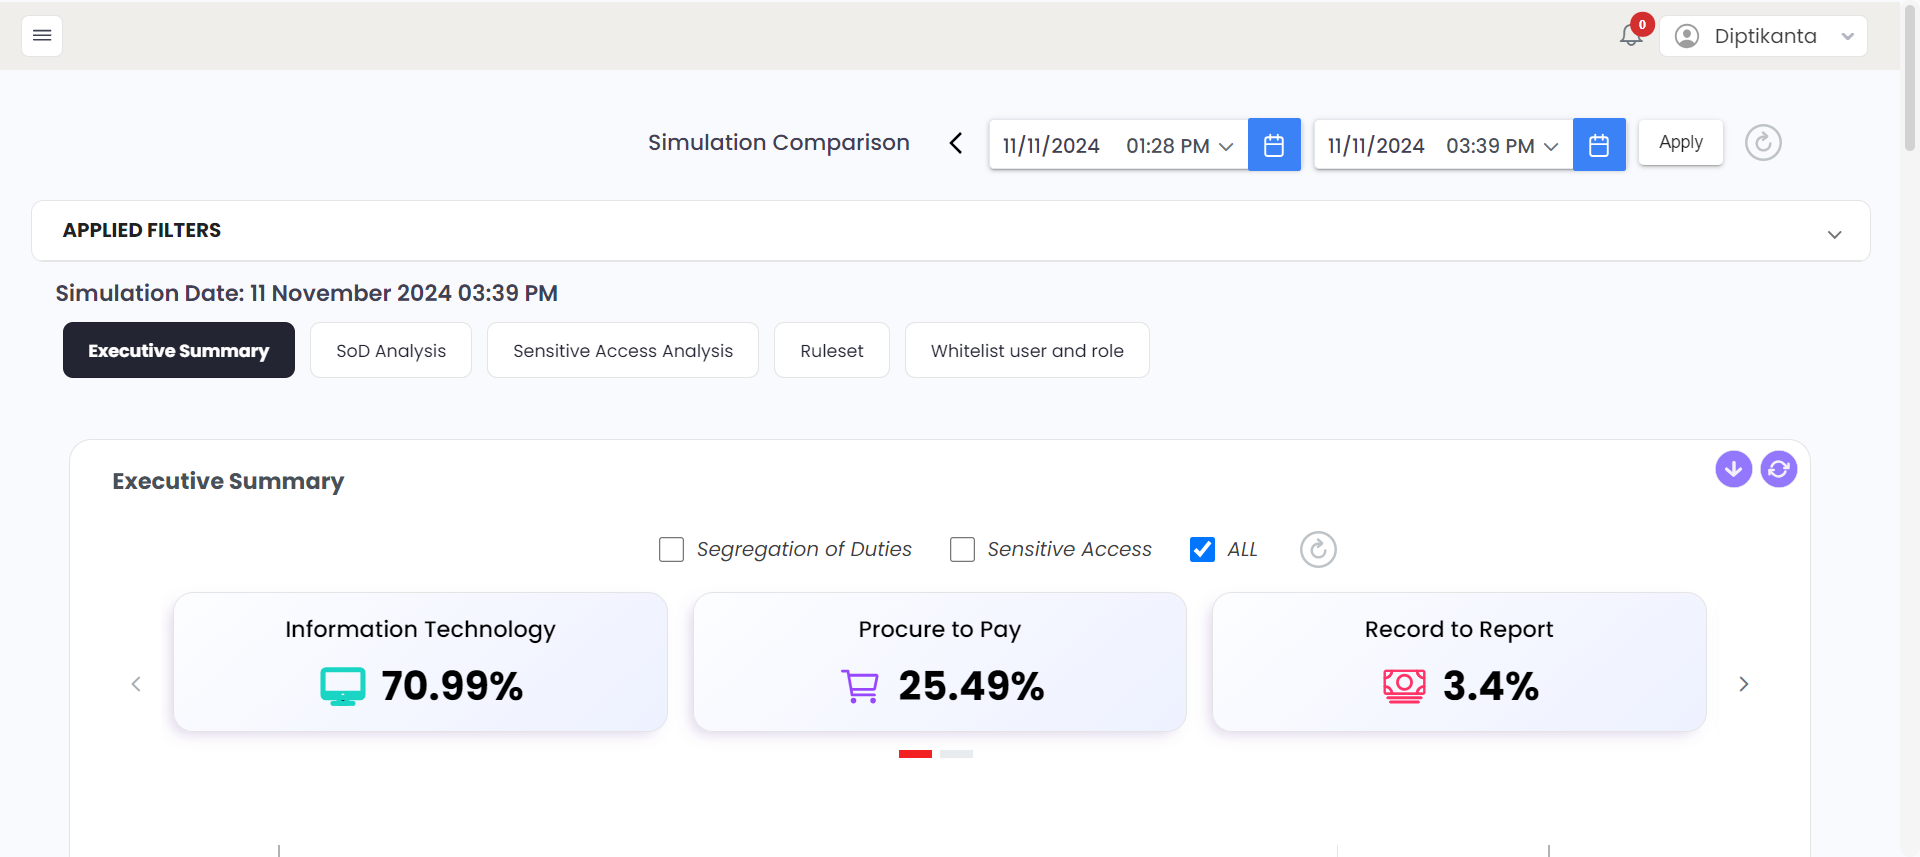 0
Diptikanta
Simulation Comparison
11/11/2024 01:28 PM
11/11/2024 03:39 PM
Apply
APPLIED FILTERS
Simulation Date: 11 November 2024 03:39 PM
Executive Summary
SoD Analysis
Sensitive Access Analysis
Ruleset
Whitelist user and role
Executive Summary
Segregation of Duties
Sensitive Access
ALL
Information Technology
70.99%
Procure to Pay
25.49%
Record to Report
3.4%